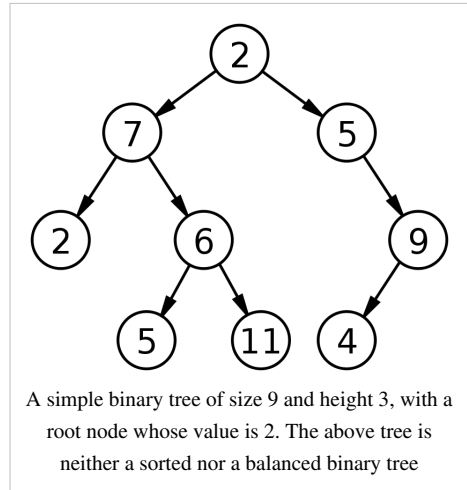 2
7 5
2 6 9
5 11 4
A simple binary tree of size 9 and height 3, with a
root node whose value is 2. The above tree is
neither a sorted nor a balanced binary tree